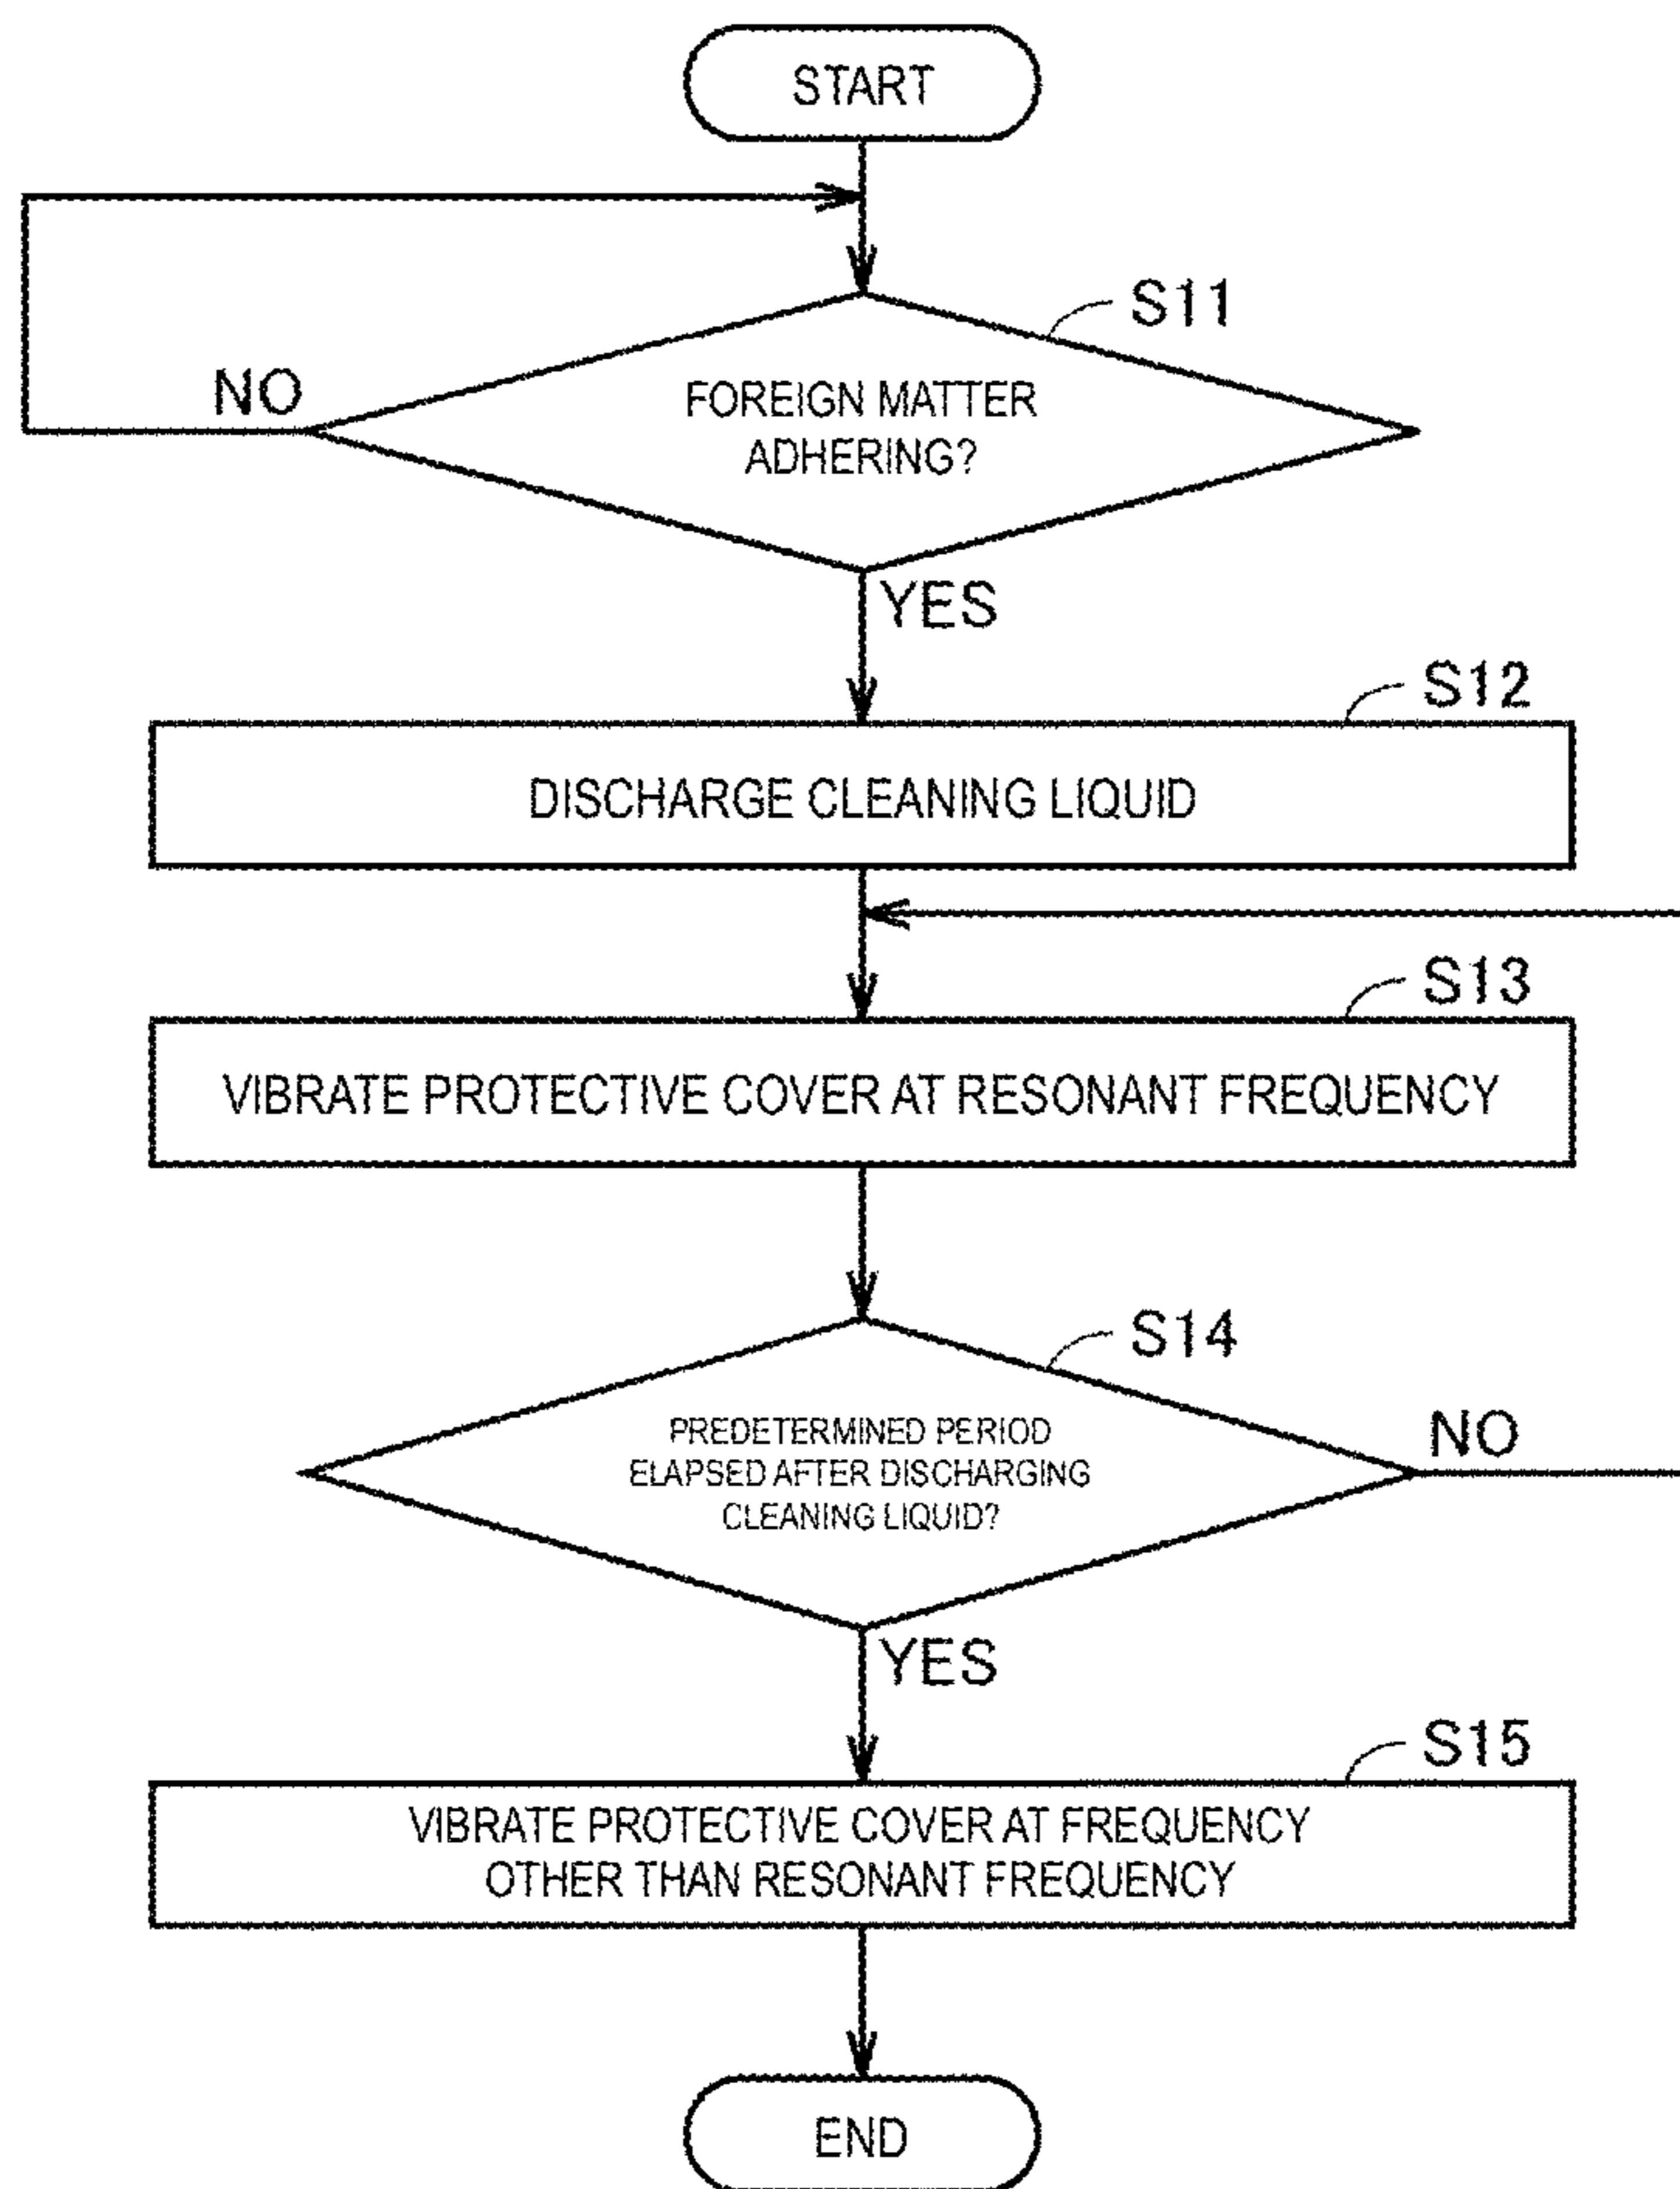 START
S11
FOREIGN MATTER
ADHERING?
NO
YES
S12
DISCHARGE CLEANING LIQUID
S13
VIBRATE PROTECTIVE COVER AT RESONANT FREQUENCY
S14
PREDETERMINED PERIOD
ELAPSED AFTER DISCHARGING
CLEANING LIQUID?
NO
YES
S15
VIBRATE PROTECTIVE COVER AT FREQUENCY
OTHER THAN RESONANT FREQUENCY
END